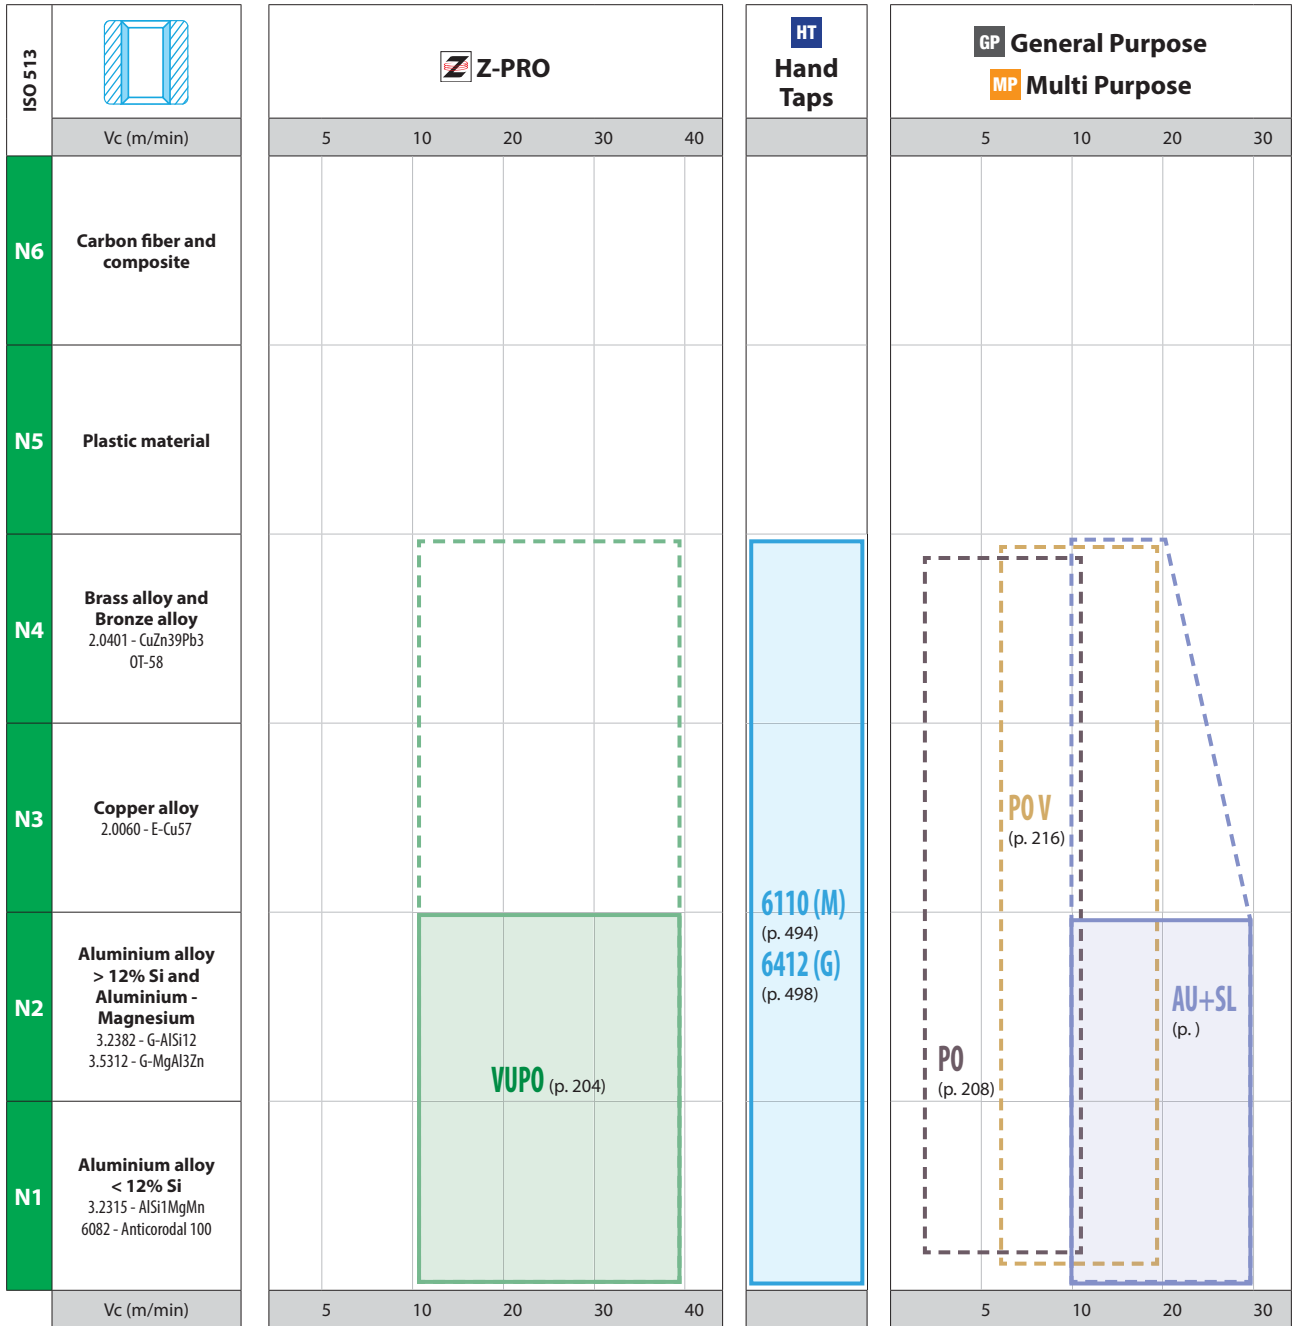 ISO 513
Z-PRO
HT
Hand
Taps
GP General Purpose
MP Multi Purpose
Vc (m/min)
5 10 20 30 40
5 10 20 30
N6
Carbon fiber and
composite
N5
Plastic material
N4
Brass alloy and
Bronze alloy
2.0401 - CuZn39Pb3
OT-58
N3
Copper alloy
2.0060 - E-Cu57
PO V
(p. 216)
6110 (M)
(p. 494)
6412 (G)
(p. 498)
N2
Aluminium alloy
> 12% Si and
Aluminium -
Magnesium
3.2382 - G-AlSi12
3.5312 - G-MgAl3Zn
VUPO (p. 204)
AU+SL
(p. )
PO
(p. 208)
N1
Aluminium alloy
< 12% Si
3.2315 - AlSi1MgMn
6082 - Anticorodal 100
Vc (m/min)
5 10 20 30 40
5 10 20 30